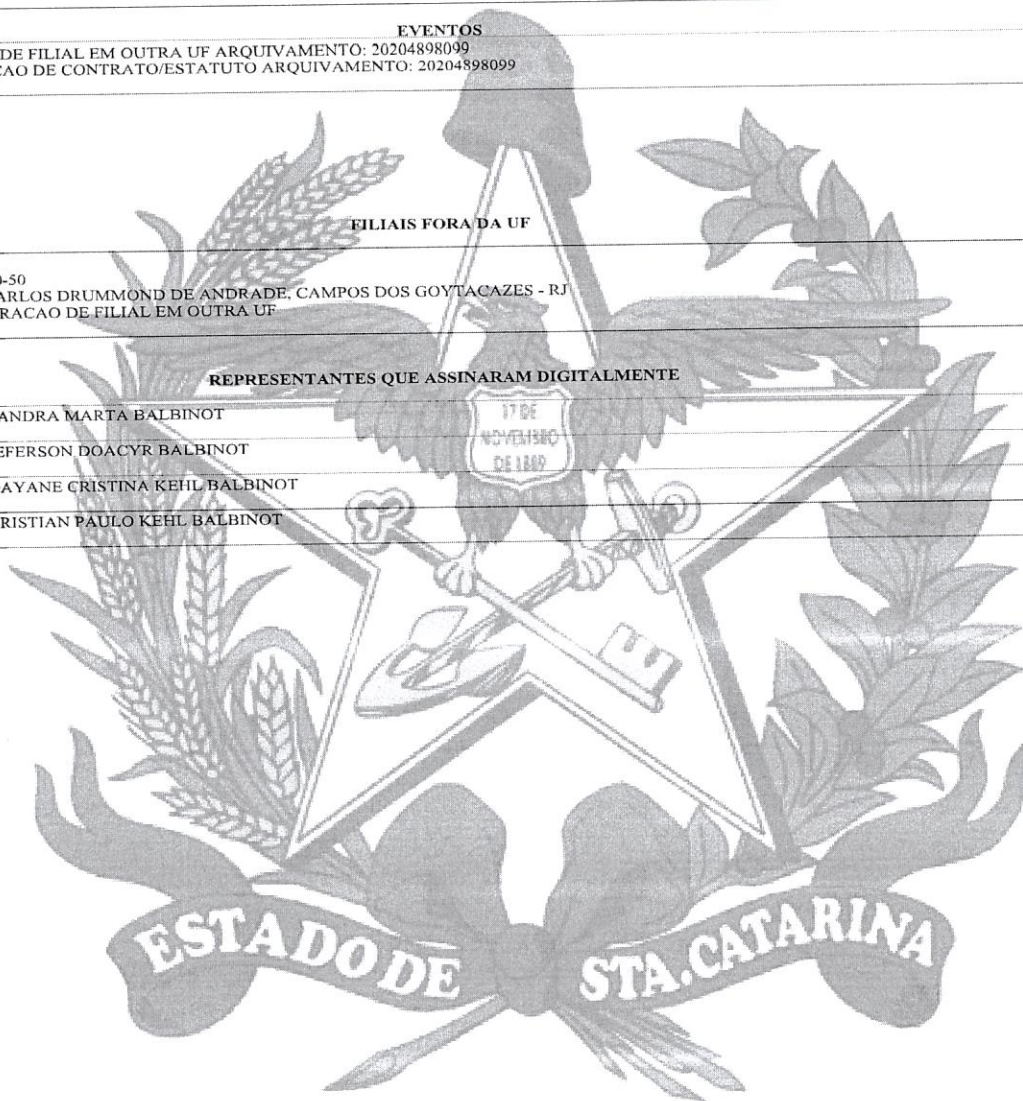 EVENTOS
DE FILIAL EM OUTRA UF ARQUIVAMENTO: 20204898099
CAO DE CONTRATO/ESTATUTO ARQUIVAMENTO: 20204898099
FILIAIS FORA DA UF
0-50
ARLOS DRUMMOND DE ANDRADE, CAMPOS DOS GOYTACAZES - RJ
RACAO DE FILIAL EM OUTRA UF
REPRESENTANTES QUE ASSINARAM DIGITALMENTE
ANDRA MARTA BALBINOT
EFERSON DOACYR BALBINOT
AYANE CRISTINA KEHL BALBINOT
RISTIAN PAULO KEHL BALBINOT
17 DE
NOVEMBRO
DE 1889
ESTADO DE STA. CATARINA